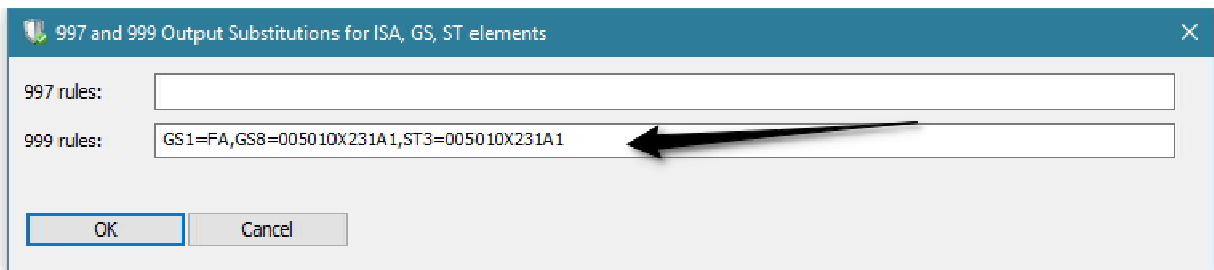 997 and 999 Output Substitutions for ISA, GS, ST elements
997 rules:
999 rules: GS1=FA,GS8=005010X231A1,ST3=005010X231A1
OK Cancel